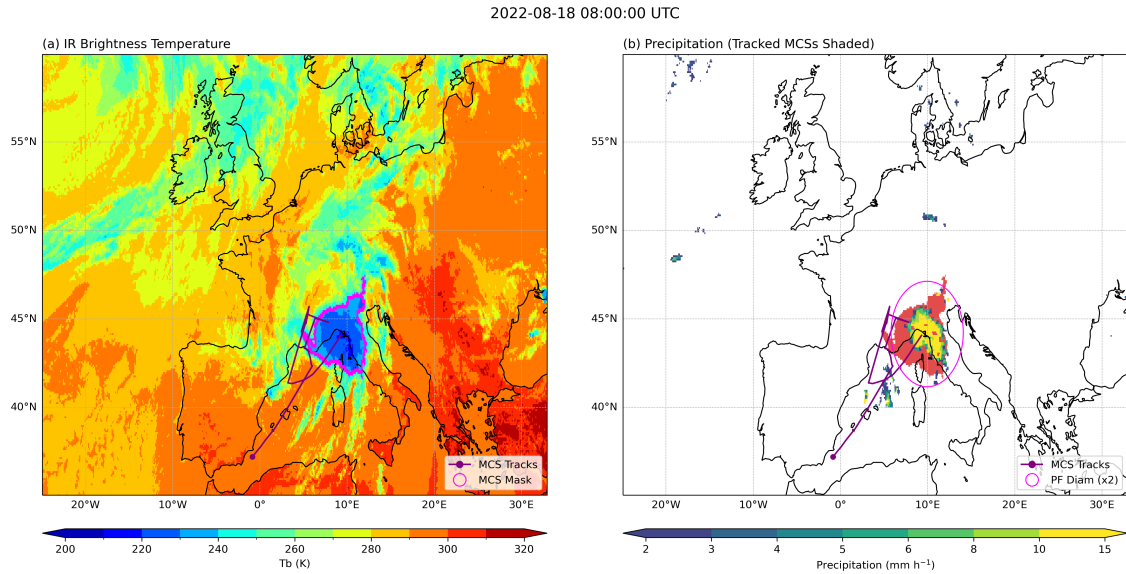 2022-08-18 08:00:00 UTC
(a) IR Brightness Temperature
(b) Precipitation (Tracked MCSs Shaded)
55°N
50°N
45°N
40°N
20°W
10°W
0°
10°E
20°E
30°E
MCS Tracks
MCS Mask
55°N
50°N
45°N
40°N
20°W
10°W
0°
10°E
20°E
30°E
MCS Tracks
PF Diam (x2)
200
220
240
260
280
300
320
Tb (K)
2
3
4
5
6
8
10
15
Precipitation (mm h⁻¹)